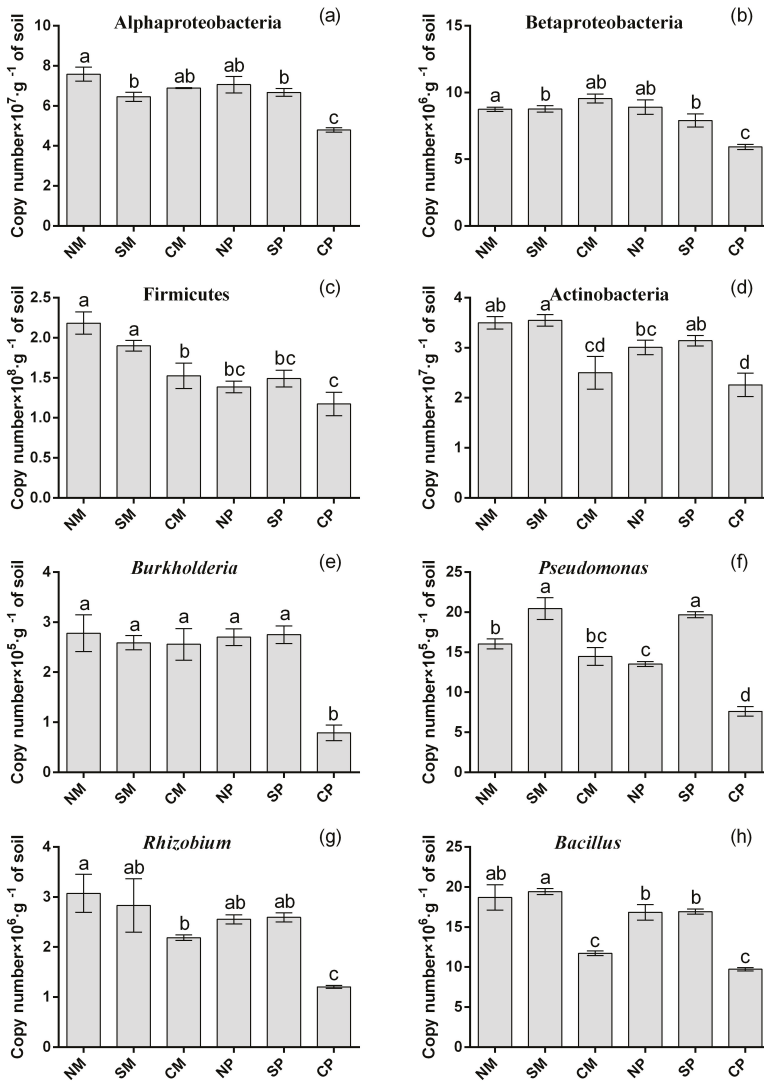 Alphaproteobacteria (a)
Copy number×10⁷·g⁻¹ of soil
10
8
6
4
2
0
a b ab ab b c
NM SM CM NP SP CP
Betaproteobacteria (b)
Copy number×10⁶·g⁻¹ of soil
15
10
5
0
a b ab ab b c
NM SM CM NP SP CP
Firmicutes (c)
Copy number×10⁸·g⁻¹ of soil
2.5
2.0
1.5
1.0
0.5
0.0
a a b bc bc c
NM SM CM NP SP CP
Actinobacteria (d)
Copy number×10⁷·g⁻¹ of soil
4
3
2
1
0
ab a cd bc ab d
NM SM CM NP SP CP
Burkholderia (e)
Copy number×10⁵·g⁻¹ of soil
4
3
2
1
0
a a a a a b
NM SM CM NP SP CP
Pseudomonas (f)
Copy number×10⁵·g⁻¹ of soil
25
20
15
10
5
0
b a bc c a d
NM SM CM NP SP CP
Rhizobium (g)
Copy number×10⁶·g⁻¹ of soil
4
3
2
1
0
a ab b ab ab c
NM SM CM NP SP CP
Bacillus (h)
Copy number×10⁶·g⁻¹ of soil
25
20
15
10
5
0
ab a c b b c
NM SM CM NP SP CP